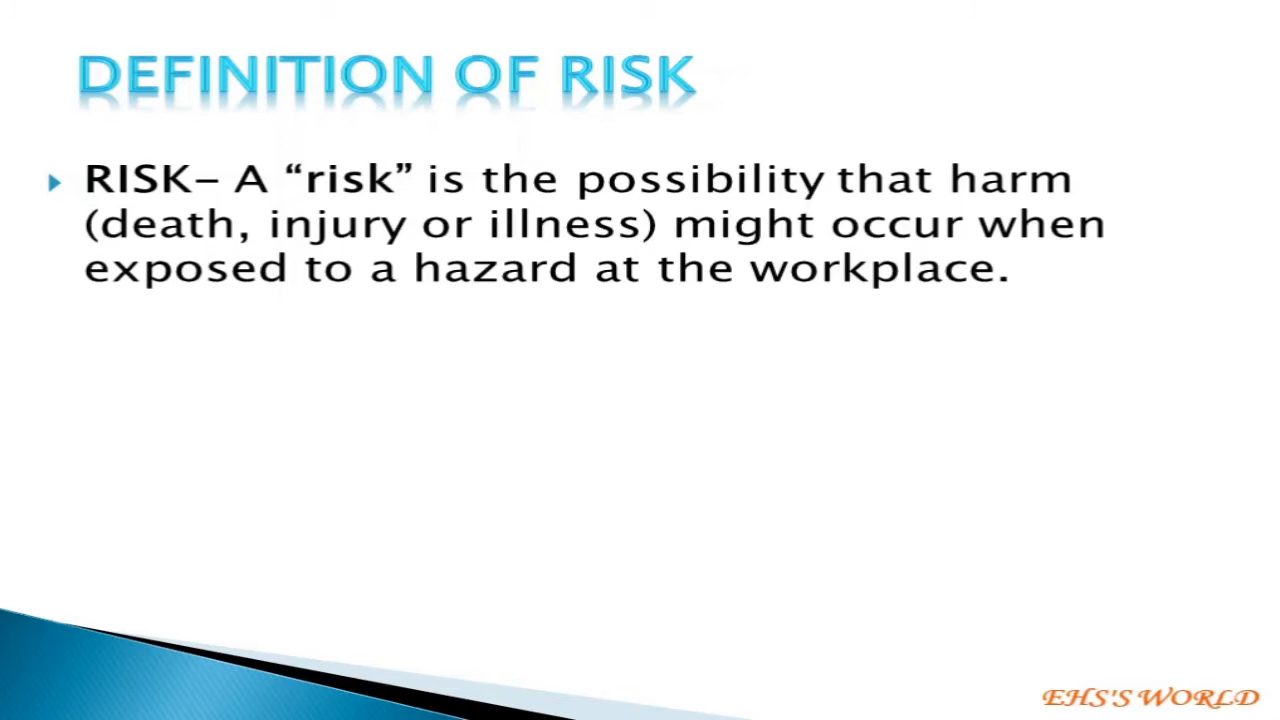 DEFINITION OF RISK
RISK– A “risk” is the possibility that harm
(death, injury or illness) might occur when
exposed to a hazard at the workplace.
EHS'S WORLD